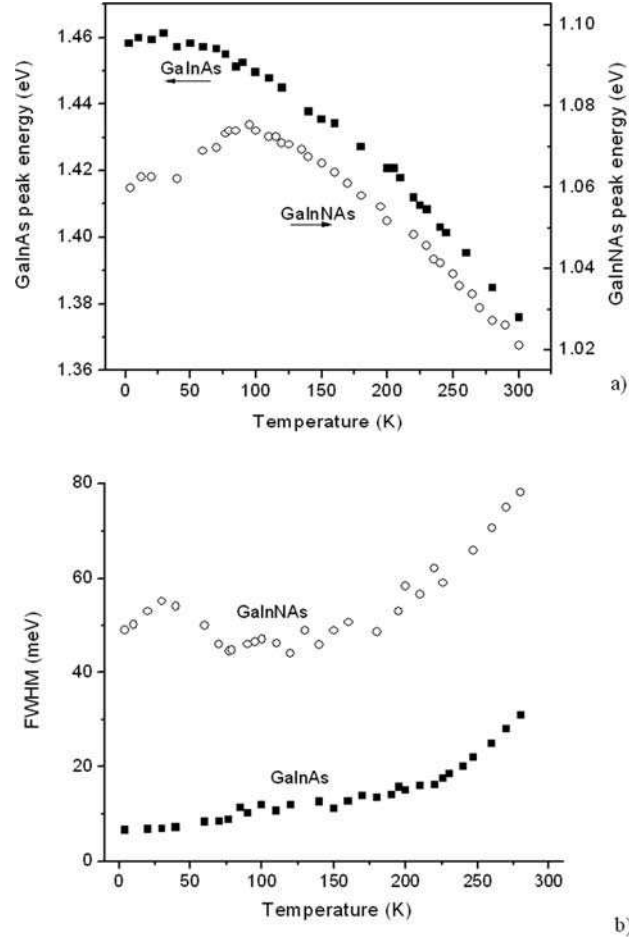 1.46
1.44
1.42
1.40
1.38
1.36
GaInAs peak energy (eV)
1.10
1.08
1.06
1.04
1.02
GaInNAs peak energy (eV)
GaInAs
GaInNAs
0 50 100 150 200 250 300
Temperature (K)
a)
80
60
40
20
0
FWHM (meV)
GaInNAs
GaInAs
0 50 100 150 200 250 300
Temperature (K)
b)